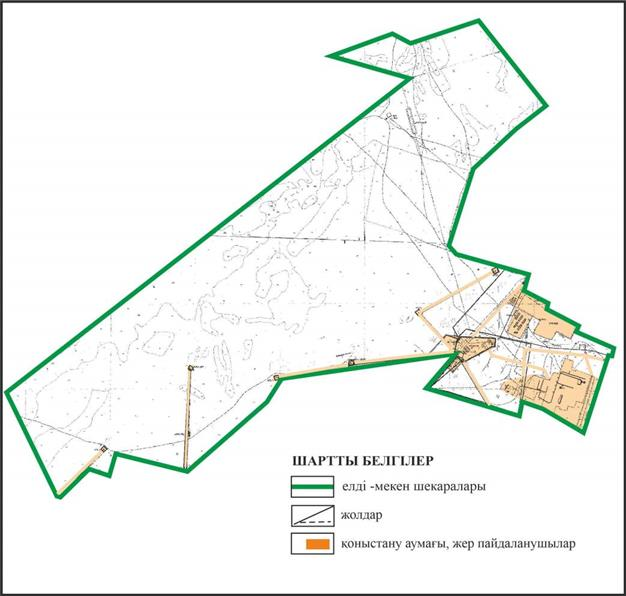 ШАРТТЫ БЕЛГІЛЕР
елді -мекен шекаралары
жолдар
қоныстану аумағы, жер пайдаланушылар